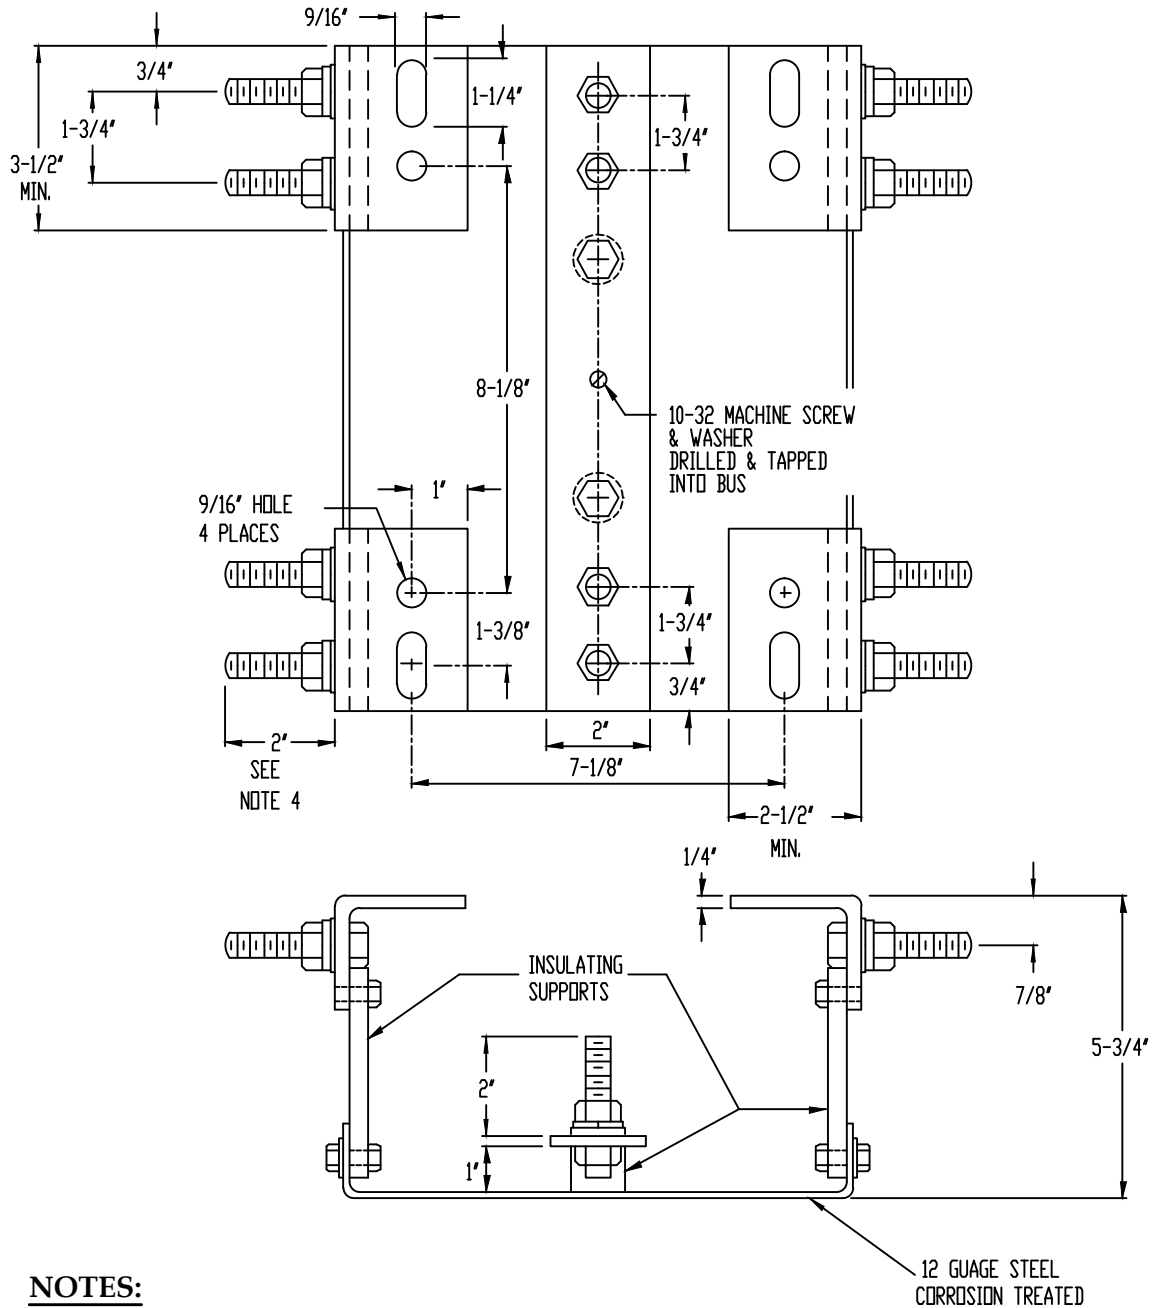 9/16"
3/4"
1-1/4"
1-3/4"
1-3/4"
3-1/2"
MIN.
8-1/8"
10-32 MACHINE SCREW
& WASHER
DRILLED & TAPPED
INTO BUS
1"
9/16" HOLE
4 PLACES
1-3/8"
1-3/4"
3/4"
2"
2"
SEE
NOTE 4
7-1/8"
2-1/2"
MIN.
1/4"
INSULATING
SUPPORTS
7/8"
5-3/4"
2"
1"
12 GUAGE STEEL
CORROSION TREATED
NOTES: